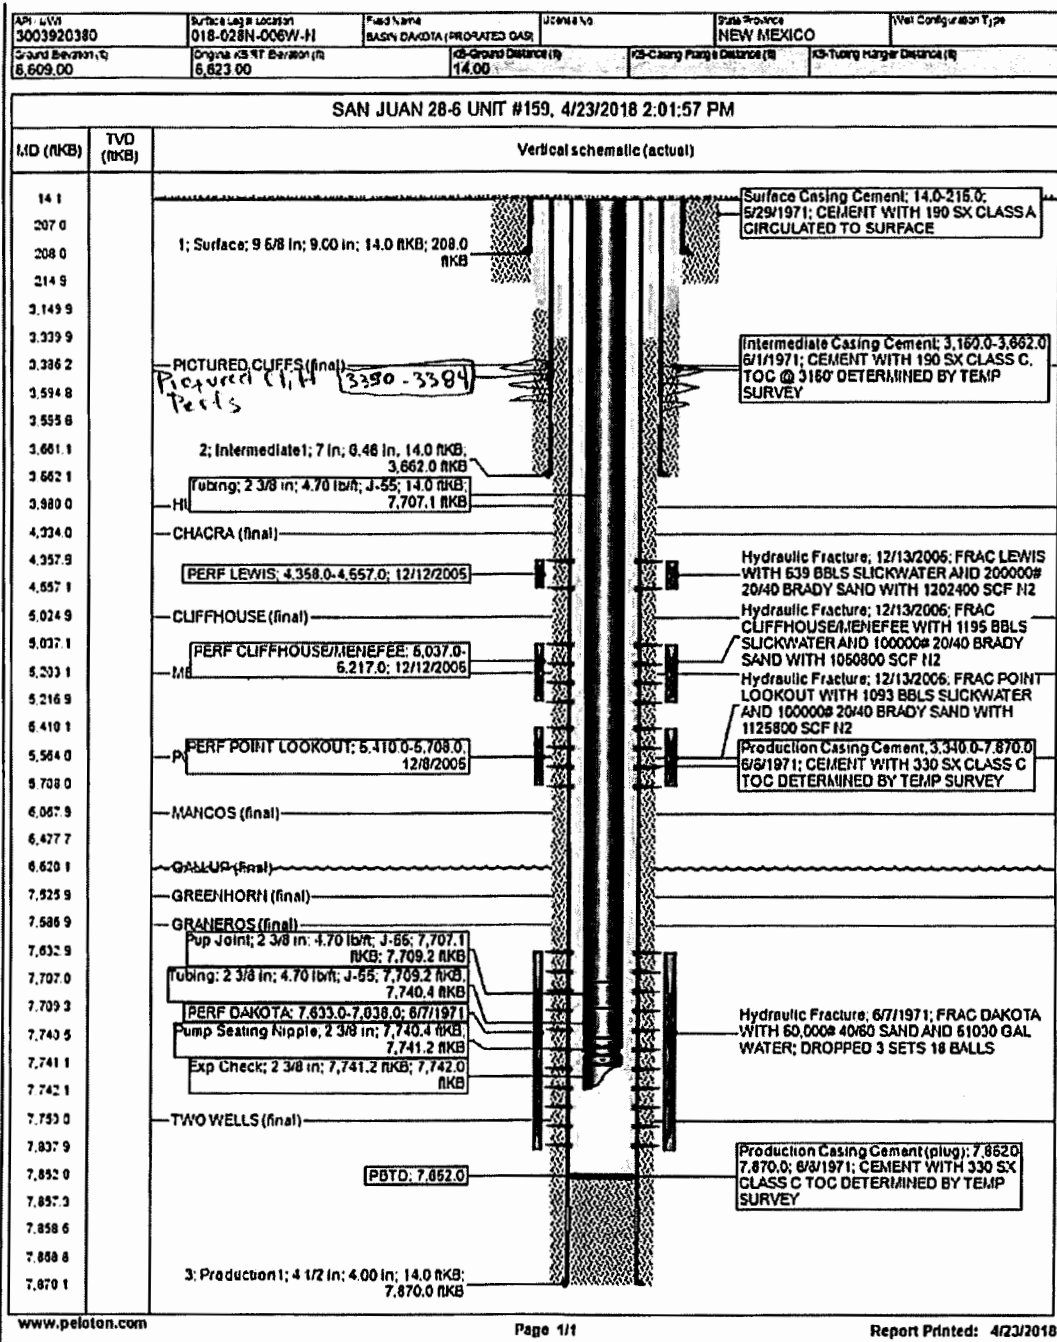 API / UWI
3003920380
Surface Legal Location
018-028N-006W-H
Field Name
BASIN DAKOTA (PRORATED GAS)
License No
State/Province
NEW MEXICO
Well Configuration Type
Ground Elevation (ft)
6,609.00
Original KB/RT Elevation (ft)
6,623.00
KB-Ground Distance (ft)
14.00
KB-Casing Flange Distance (ft)
KB-Tubing Hanger Distance (ft)
SAN JUAN 28-6 UNIT #159, 4/23/2018 2:01:57 PM
MD (ftKB)
TVD
(ftKB)
Vertical schematic (actual)
14.1
207.0
208.0
214.9
3,149.9
3,339.9
3,386.2
3,594.8
3,661.1
3,662.1
3,980.0
4,334.0
4,357.9
4,557.1
5,024.9
5,037.1
5,203.1
5,216.9
5,410.1
5,564.0
5,708.0
6,067.9
6,477.7
6,620.1
7,525.9
7,586.9
7,632.9
7,707.0
7,709.3
7,740.5
7,741.1
7,742.1
7,750.0
7,837.9
7,852.0
7,857.3
7,858.6
7,868.8
7,870.1
Surface Casing Cement; 14.0-215.0;
5/29/1971; CEMENT WITH 190 SX CLASS A
CIRCULATED TO SURFACE
1; Surface; 9 5/8 in; 9.00 in; 14.0 ftKB; 208.0
ftKB
Intermediate Casing Cement; 3,150.0-3,662.0
6/1/1971; CEMENT WITH 190 SX CLASS C.
TOC @ 3150' DETERMINED BY TEMP
SURVEY
PICTURED CLIFFS (final)
Pictured Cliff 3390-3384
Perfs
2; Intermediate1; 7 in; 6.46 in, 14.0 ftKB;
3,662.0 ftKB
Tubing; 2 3/8 in; 4.70 lb/ft; J-55; 14.0 ftKB;
7,707.1 ftKB
CHACRA (final)
PERF LEWIS; 4,358.0-4,557.0; 12/12/2006
Hydraulic Fracture; 12/13/2006; FRAC LEWIS
WITH 639 BBLS SLICKWATER AND 200000#
20/40 BRADY SAND WITH 1202400 SCF N2
CLIFFHOUSE (final)
Hydraulic Fracture; 12/13/2006; FRAC
CLIFFHOUSE/MENEFEE WITH 1195 BBLS
SLICKWATER AND 100000# 20/40 BRADY
SAND WITH 1050800 SCF N2
PERF CLIFFHOUSE/MENEFEE; 5,037.0-
5,217.0; 12/12/2006
Hydraulic Fracture; 12/13/2006; FRAC POINT
LOOKOUT WITH 1093 BBLS SLICKWATER
AND 100000# 20/40 BRADY SAND WITH
1125800 SCF N2
PERF POINT LOOKOUT; 5,410.0-5,708.0;
12/8/2006
Production Casing Cement, 3,340.0-7,870.0
6/8/1971; CEMENT WITH 330 SX CLASS C
TOC DETERMINED BY TEMP SURVEY
MANCOS (final)
GALLUP (final)
GREENHORN (final)
GRANEROS (final)
Pup Joint; 2 3/8 in; 4.70 lb/ft; J-55; 7,707.1
ftKB; 7,709.2 ftKB
Tubing; 2 3/8 in; 4.70 lb/ft; J-55; 7,709.2 ftKB;
7,740.4 ftKB
PERF DAKOTA; 7,633.0-7,838.0; 6/7/1971
Pump Seating Nipple, 2 3/8 in; 7,740.4 ftKB;
7,741.2 ftKB
Exp Check; 2 3/8 in; 7,741.2 ftKB; 7,742.0
ftKB
Hydraulic Fracture; 6/7/1971; FRAC DAKOTA
WITH 60,000# 40/60 SAND AND 61030 GAL
WATER; DROPPED 3 SETS 18 BALLS
TWO WELLS (final)
PBTD; 7,852.0
Production Casing Cement (plug); 7,852.0
7,870.0; 6/8/1971; CEMENT WITH 330 SX
CLASS C TOC DETERMINED BY TEMP
SURVEY
3; Production1; 4 1/2 in; 4.00 in; 14.0 ftKB;
7,870.0 ftKB
www.peloton.com
Page 1/1
Report Printed: 4/23/2018